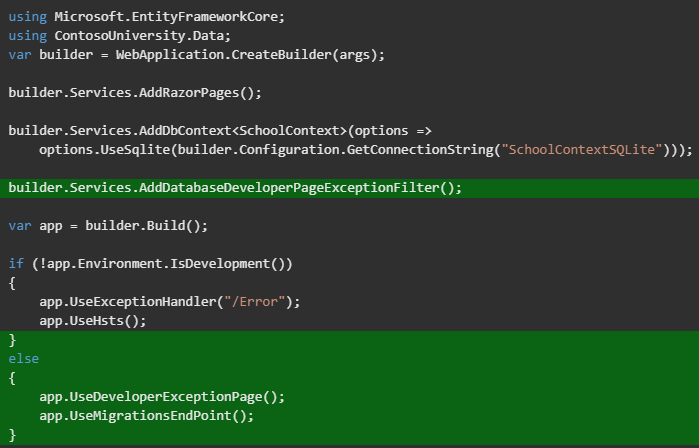 using Microsoft.EntityFrameworkCore;
using ContosoUniversity.Data;
var builder = WebApplication.CreateBuilder(args);

builder.Services.AddRazorPages();

builder.Services.AddDbContext<SchoolContext>(options =>
    options.UseSqlite(builder.Configuration.GetConnectionString("SchoolContextSQLite")));

builder.Services.AddDatabaseDeveloperPageExceptionFilter();

var app = builder.Build();

if (!app.Environment.IsDevelopment())
{
    app.UseExceptionHandler("/Error");
    app.UseHsts();
}
else
{
    app.UseDeveloperExceptionPage();
    app.UseMigrationsEndPoint();
}